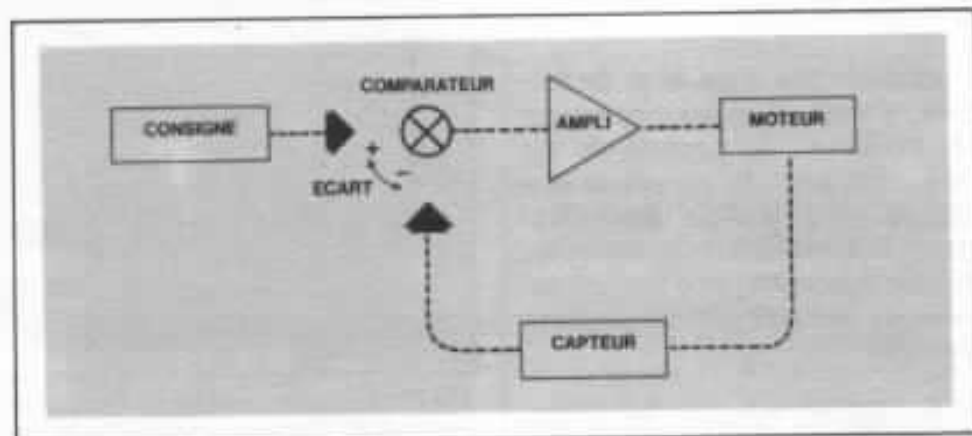 COMPARATEUR
CONSIGNE
AMPLI
MOTEUR
+
−
ECART
CAPTEUR